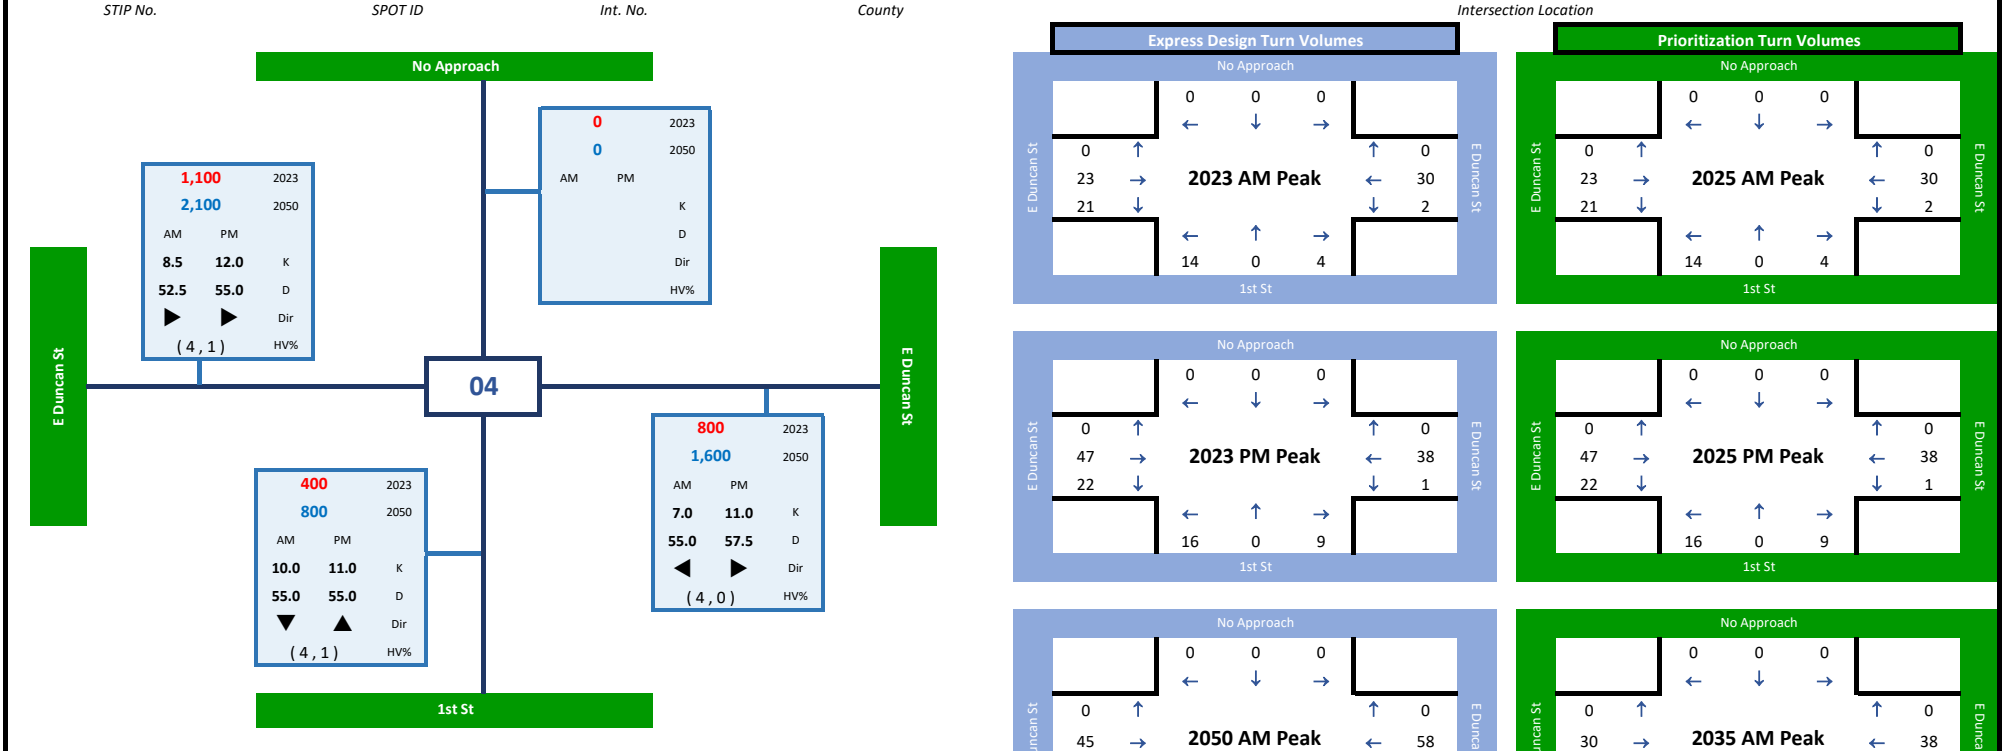 STIP No. SPOT ID Int. No. County Intersection Location
No Approach
0 2023
0 2050
AM PM
K
D
Dir
HV%
1,100 2023
2,100 2050
AM PM
8.5 12.0 K
52.5 55.0 D
▶ ▶ Dir
( 4 , 1 ) HV%
E Duncan St
04
E Duncan St
800 2023
1,600 2050
AM PM
7.0 11.0 K
55.0 57.5 D
◀ ▶ Dir
( 4 , 0 ) HV%
400 2023
800 2050
AM PM
10.0 11.0 K
55.0 55.0 D
▼ ▲ Dir
( 4 , 1 ) HV%
1st St
Express Design Turn Volumes
No Approach
0 0 0
← ↓ →
E Duncan St
0 ↑ ↑ 0
23 → 2023 AM Peak ← 30
21 ↓ ↓ 2
E Duncan St
← ↑ →
14 0 4
1st St
No Approach
0 0 0
← ↓ →
E Duncan St
0 ↑ ↑ 0
47 → 2023 PM Peak ← 38
22 ↓ ↓ 1
E Duncan St
← ↑ →
16 0 9
1st St
No Approach
0 0 0
← ↓ →
0 ↑ ↑ 0
45 → 2050 AM Peak ← 58
Prioritization Turn Volumes
No Approach
0 0 0
← ↓ →
E Duncan St
0 ↑ ↑ 0
23 → 2025 AM Peak ← 30
21 ↓ ↓ 2
E Duncan St
← ↑ →
14 0 4
1st St
No Approach
0 0 0
← ↓ →
E Duncan St
0 ↑ ↑ 0
47 → 2025 PM Peak ← 38
22 ↓ ↓ 1
E Duncan St
← ↑ →
16 0 9
1st St
No Approach
0 0 0
← ↓ →
0 ↑ ↑ 0
30 → 2035 AM Peak ← 38